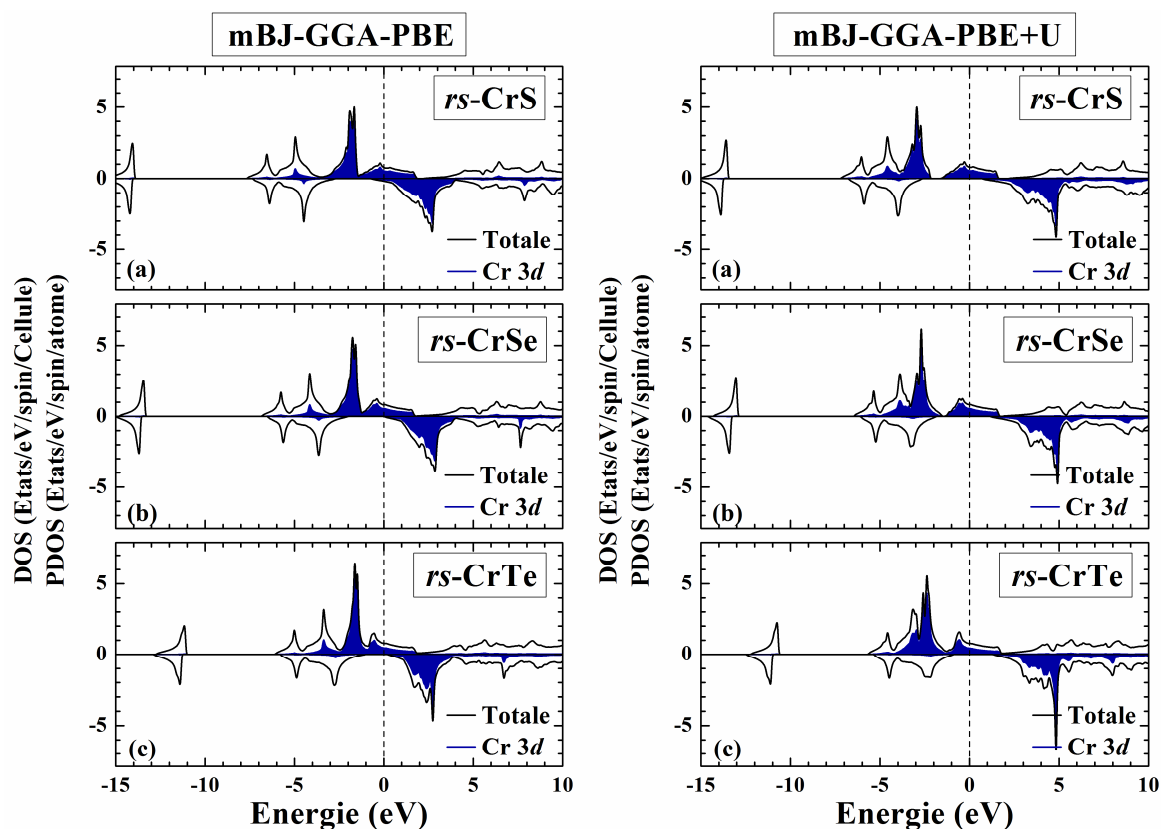 mBJ-GGA-PBE
rs-CrS
5
0
-5
Totale
Cr 3d
(a)
rs-CrSe
5
0
-5
Totale
Cr 3d
(b)
rs-CrTe
5
0
-5
Totale
Cr 3d
(c)
-15 -10 -5 0 5 10
Energie (eV)
DOS (Etats/eV/spin/Cellule)
PDOS (Etats/eV/spin/atome)
mBJ-GGA-PBE+U
rs-CrS
5
0
-5
Totale
Cr 3d
(a)
rs-CrSe
5
0
-5
Totale
Cr 3d
(b)
rs-CrTe
5
0
-5
Totale
Cr 3d
(c)
-15 -10 -5 0 5 10
Energie (eV)
DOS (Etats/eV/spin/Cellule)
PDOS (Etats/eV/spin/atome)